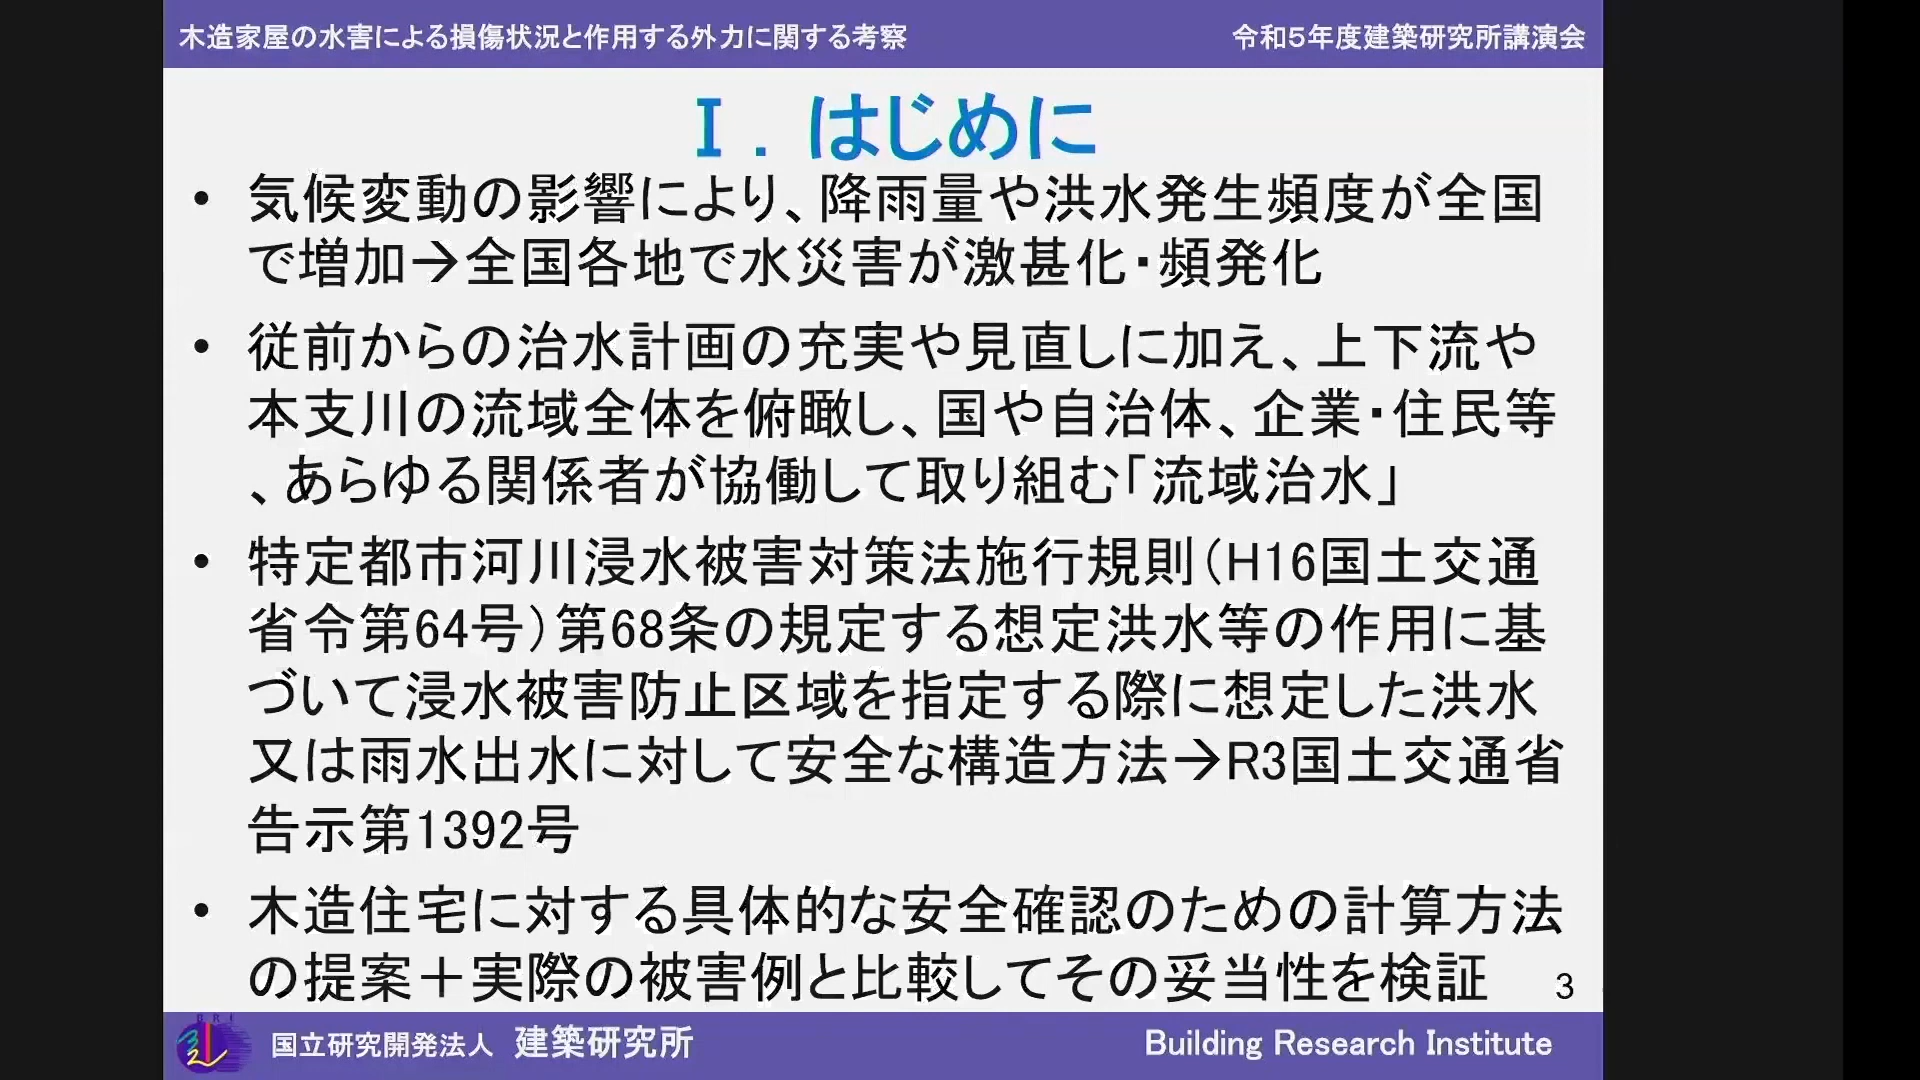 木造家屋の水害による損傷状況と作用する外力に関する考察
令和5年度建築研究所講演会
Ⅰ．はじめに
• 気候変動の影響により、降雨量や洪水発生頻度が全国
で増加→全国各地で水災害が激甚化・頻発化
• 従前からの治水計画の充実や見直しに加え、上下流や
本支川の流域全体を俯瞰し、国や自治体、企業・住民等
、あらゆる関係者が協働して取り組む「流域治水」
• 特定都市河川浸水被害対策法施行規則（H16国土交通
省令第64号）第68条の規定する想定洪水等の作用に基
づいて浸水被害防止区域を指定する際に想定した洪水
又は雨水出水に対して安全な構造方法→R3国土交通省
告示第1392号
• 木造住宅に対する具体的な安全確認のための計算方法
の提案＋実際の被害例と比較してその妥当性を検証
3
BRI
国立研究開発法人 建築研究所
Building Research Institute